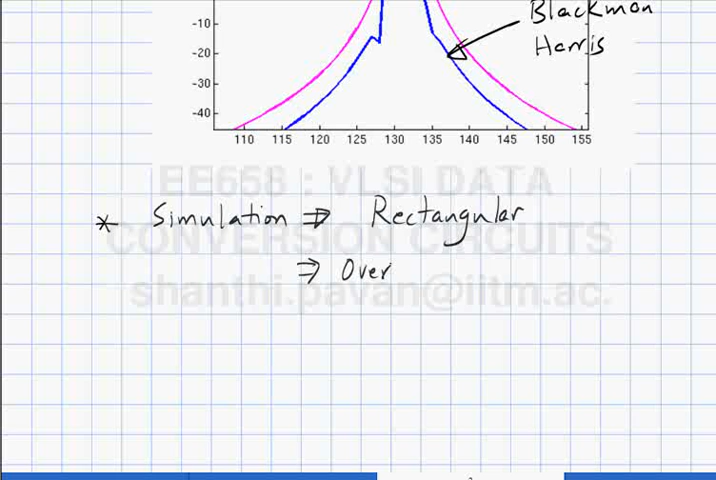 -10
-20
-30
-40
110 115 120 125 130 135 140 145 150 155
Blackman
Harris
EE658 : VLSI DATA
* Simulation ⇒ Rectangular
CONVERSION CIRCUITS
⇒ Over
shanthi.pavan@iitm.ac.